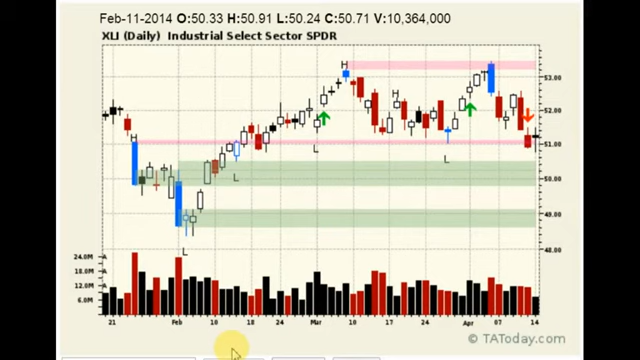 Feb-11-2014 O:50.33 H:50.91 L:50.24 C:50.71 V:10,364,000
XLI (Daily) Industrial Select Sector SPDR
H
53.00
H
52.00
H
51.00
L
L
L
50.00
49.00
L
48.00
24.0M A
18.0M A
12.0M A
6.0M
21 Feb 10 18 24 Mar 10 17 24 Apr 07 14
© TAToday.com